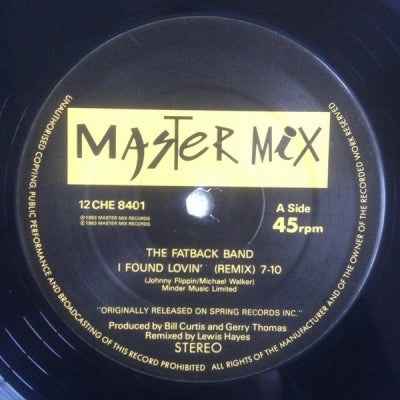 MASTER MIX
12 CHE 8401
A Side
℗ 1983 MASTER MIX RECORDS
© 1983 MASTER MIX RECORDS
45rpm
THE FATBACK BAND
I FOUND LOVIN' (REMIX) 7-10
(Johnny Flippin/Michael Walker)
Minder Music Limited
"ORIGINALLY RELEASED ON SPRING RECORDS INC."
Produced by Bill Curtis and Gerry Thomas
Remixed by Lewis Hayes
STEREO
UNAUTHORISED COPYING, PUBLIC PERFORMANCE AND BROADCASTING OF THIS RECORD PROHIBITED ALL RIGHTS OF THE MANUFACTURER AND OF THE OWNER OF THE RECORDED WORK RESERVED